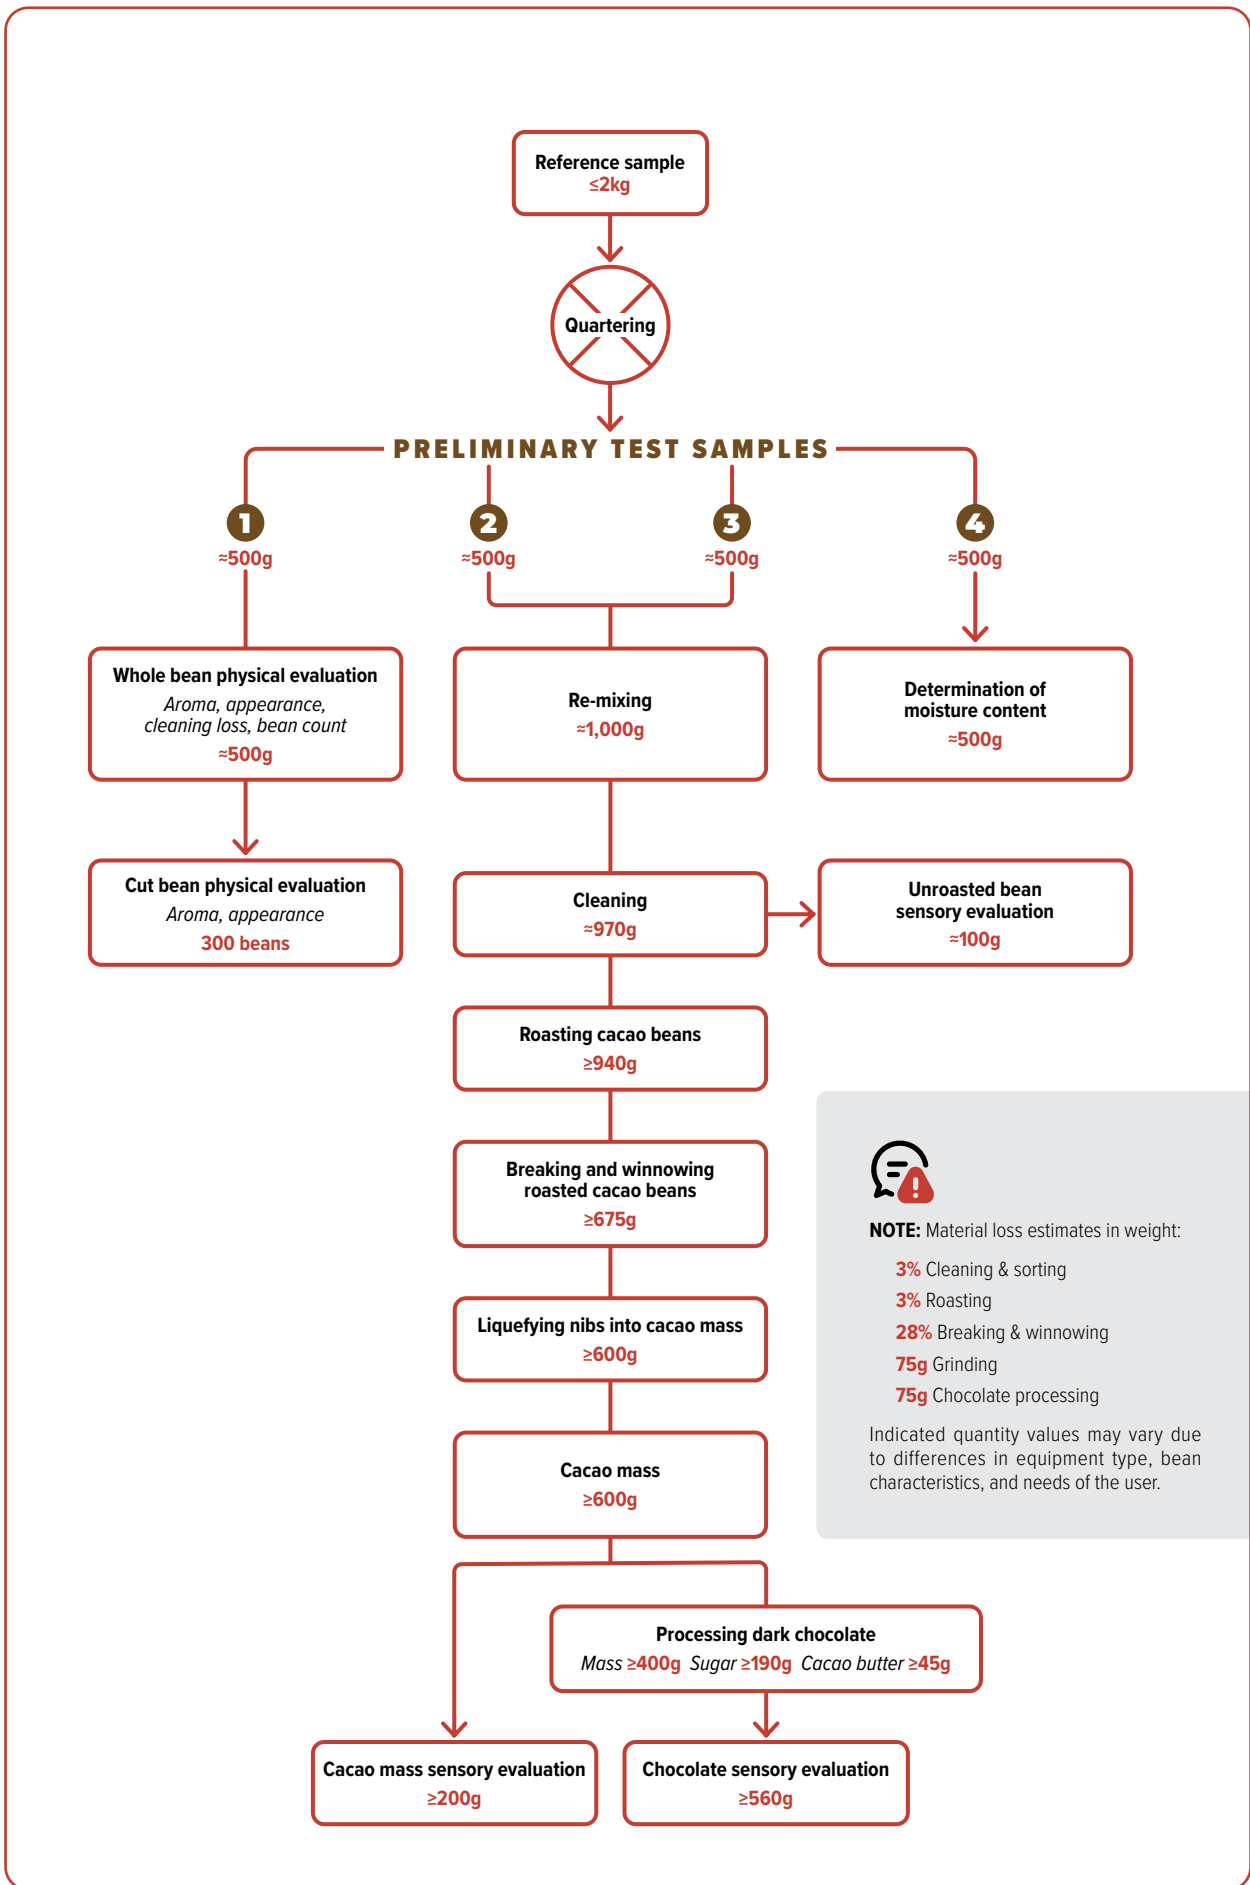 Reference sample
≤2kg
Quartering
PRELIMINARY TEST SAMPLES
1
2
3
4
≈500g
≈500g
≈500g
≈500g
Whole bean physical evaluation
Aroma, appearance,
cleaning loss, bean count
≈500g
Re-mixing
≈1,000g
Determination of
moisture content
≈500g
Cut bean physical evaluation
Aroma, appearance
300 beans
Cleaning
≈970g
Unroasted bean
sensory evaluation
≈100g
Roasting cacao beans
≥940g
Breaking and winnowing
roasted cacao beans
≥675g
Liquefying nibs into cacao mass
≥600g
Cacao mass
≥600g
NOTE: Material loss estimates in weight:
3% Cleaning & sorting
3% Roasting
28% Breaking & winnowing
75g Grinding
75g Chocolate processing
Indicated quantity values may vary due
to differences in equipment type, bean
characteristics, and needs of the user.
Processing dark chocolate
Mass ≥400g Sugar ≥190g Cacao butter ≥45g
Cacao mass sensory evaluation
≥200g
Chocolate sensory evaluation
≥560g